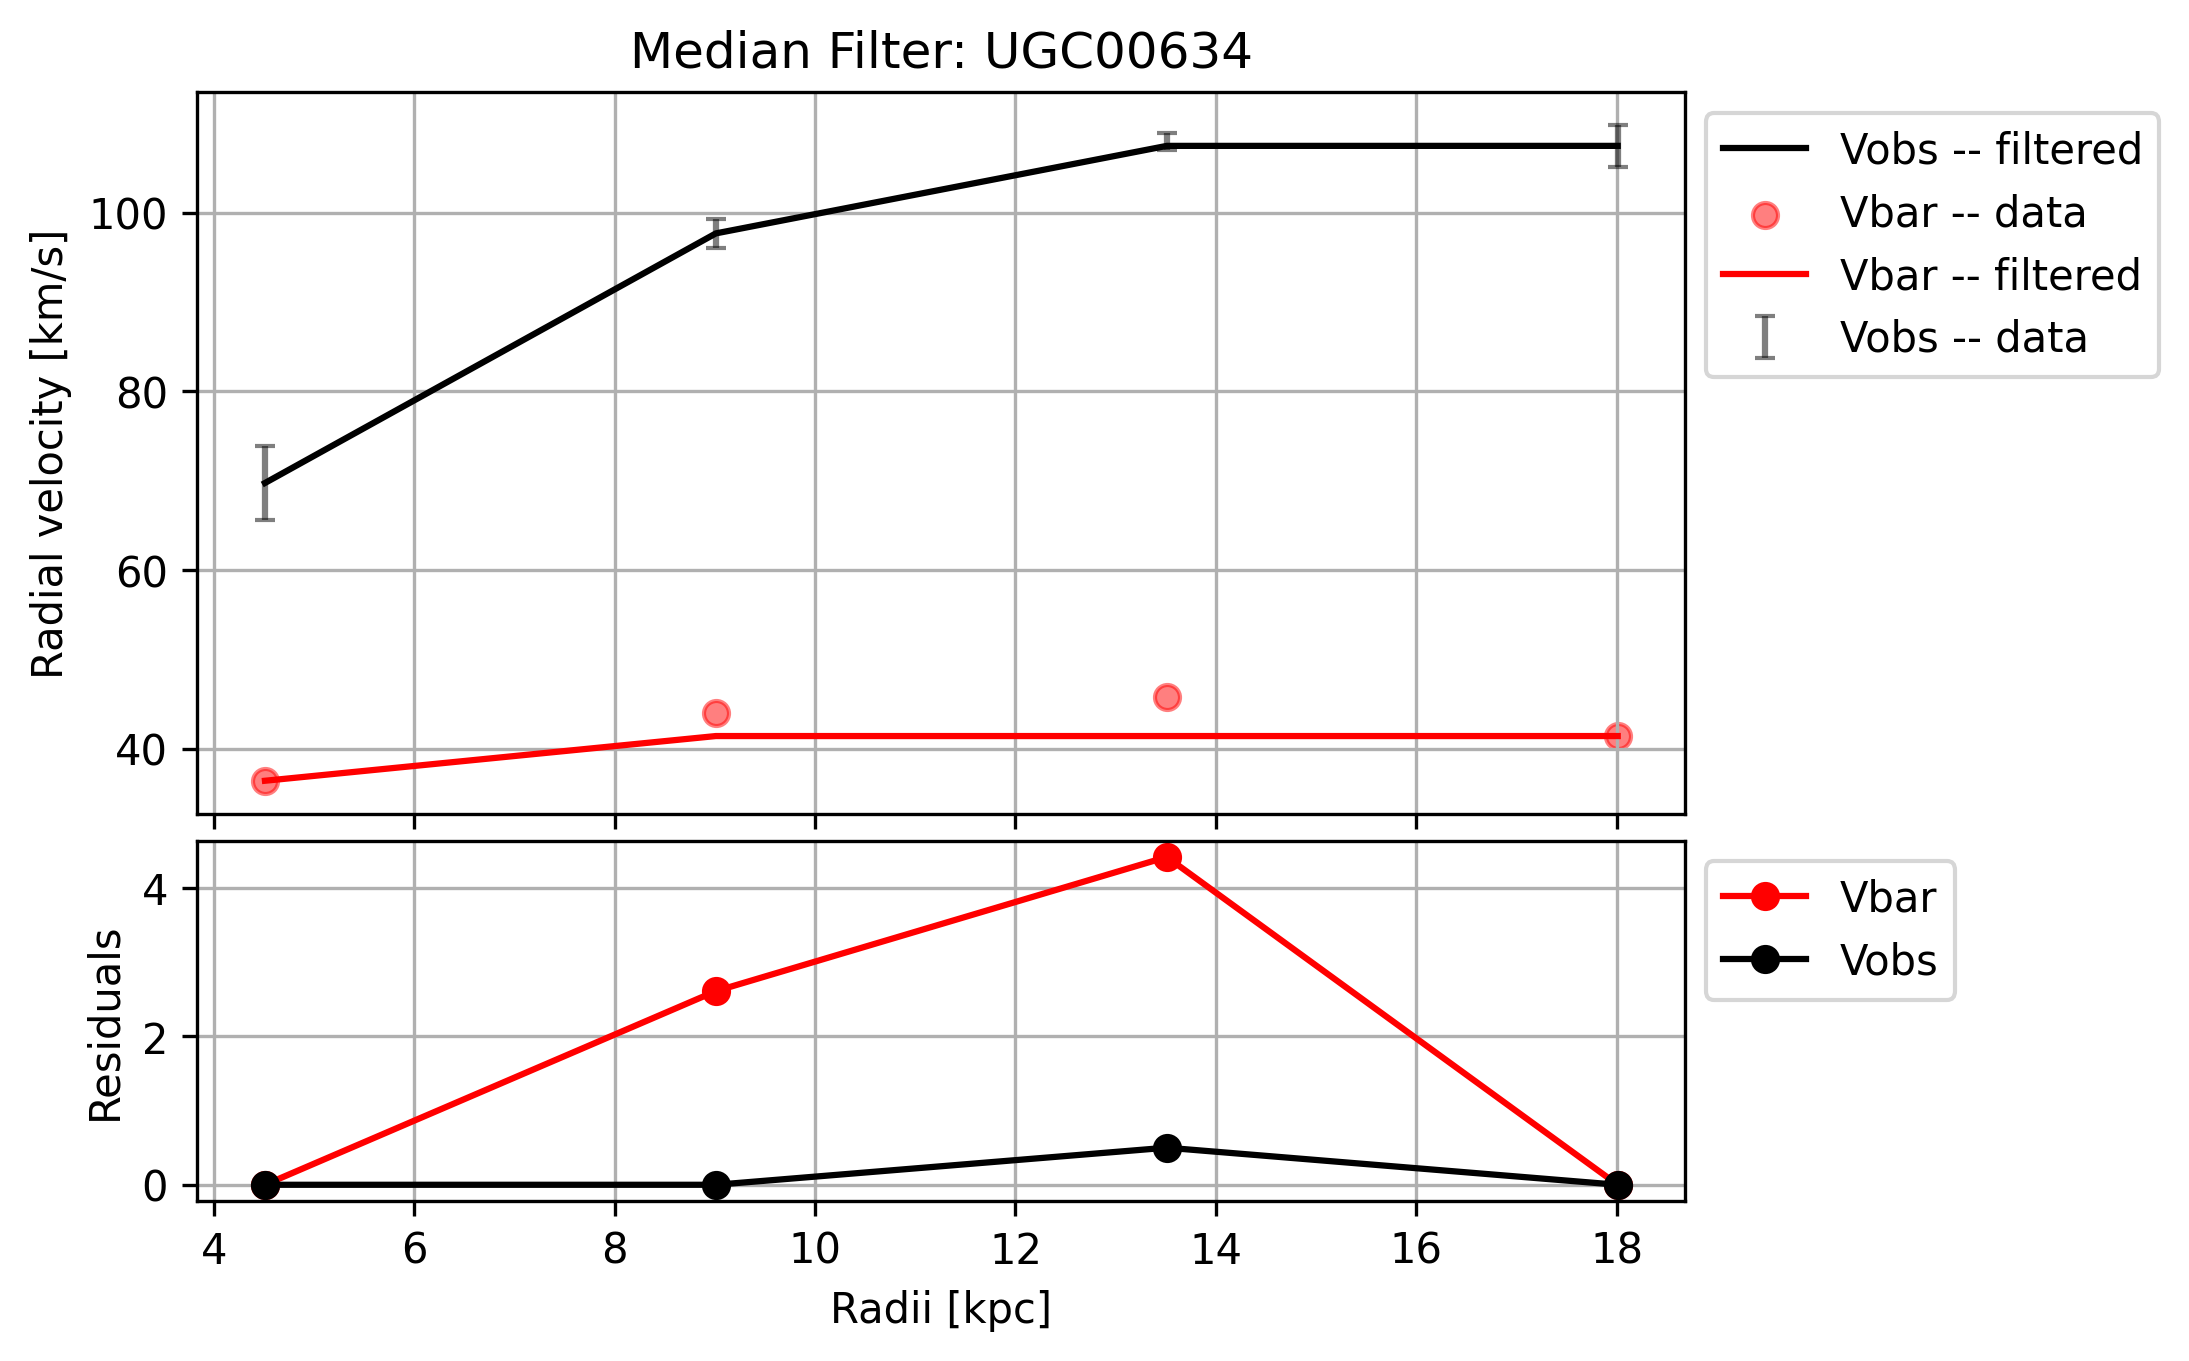 Median Filter: UGC00634
Radial velocity [km/s]
100
80
60
40
Vobs -- filtered
Vbar -- data
Vbar -- filtered
Vobs -- data
Residuals
4
2
0
Vbar
Vobs
4 6 8 10 12 14 16 18
Radii [kpc]